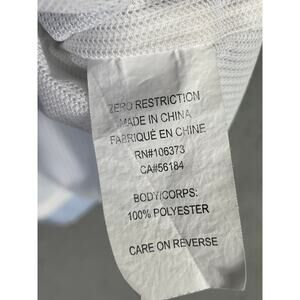 ZERO RESTRICTION
MADE IN CHINA
FABRIQUÉ EN CHINE
RN#106373
CA#56184
BODY/CORPS:
100% POLYESTER
CARE ON REVERSE